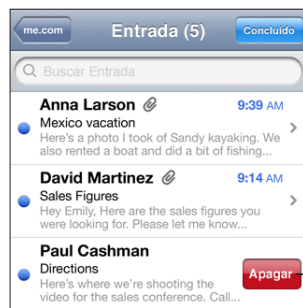 me.com
Entrada (5)
Concluído
Buscar Entrada
Anna Larson
9:39 AM
Mexico vacation
Here's a photo I took of Sandy kayaking. We
also rented a boat and did a bit of fishing...
David Martinez
9:14 AM
Sales Figures
Hey Emily, Here are the sales figures you
were looking for. Please let me know...
Paul Cashman
Directions
Here's where we're shooting the
video for the sales conference. Call...
Apagar